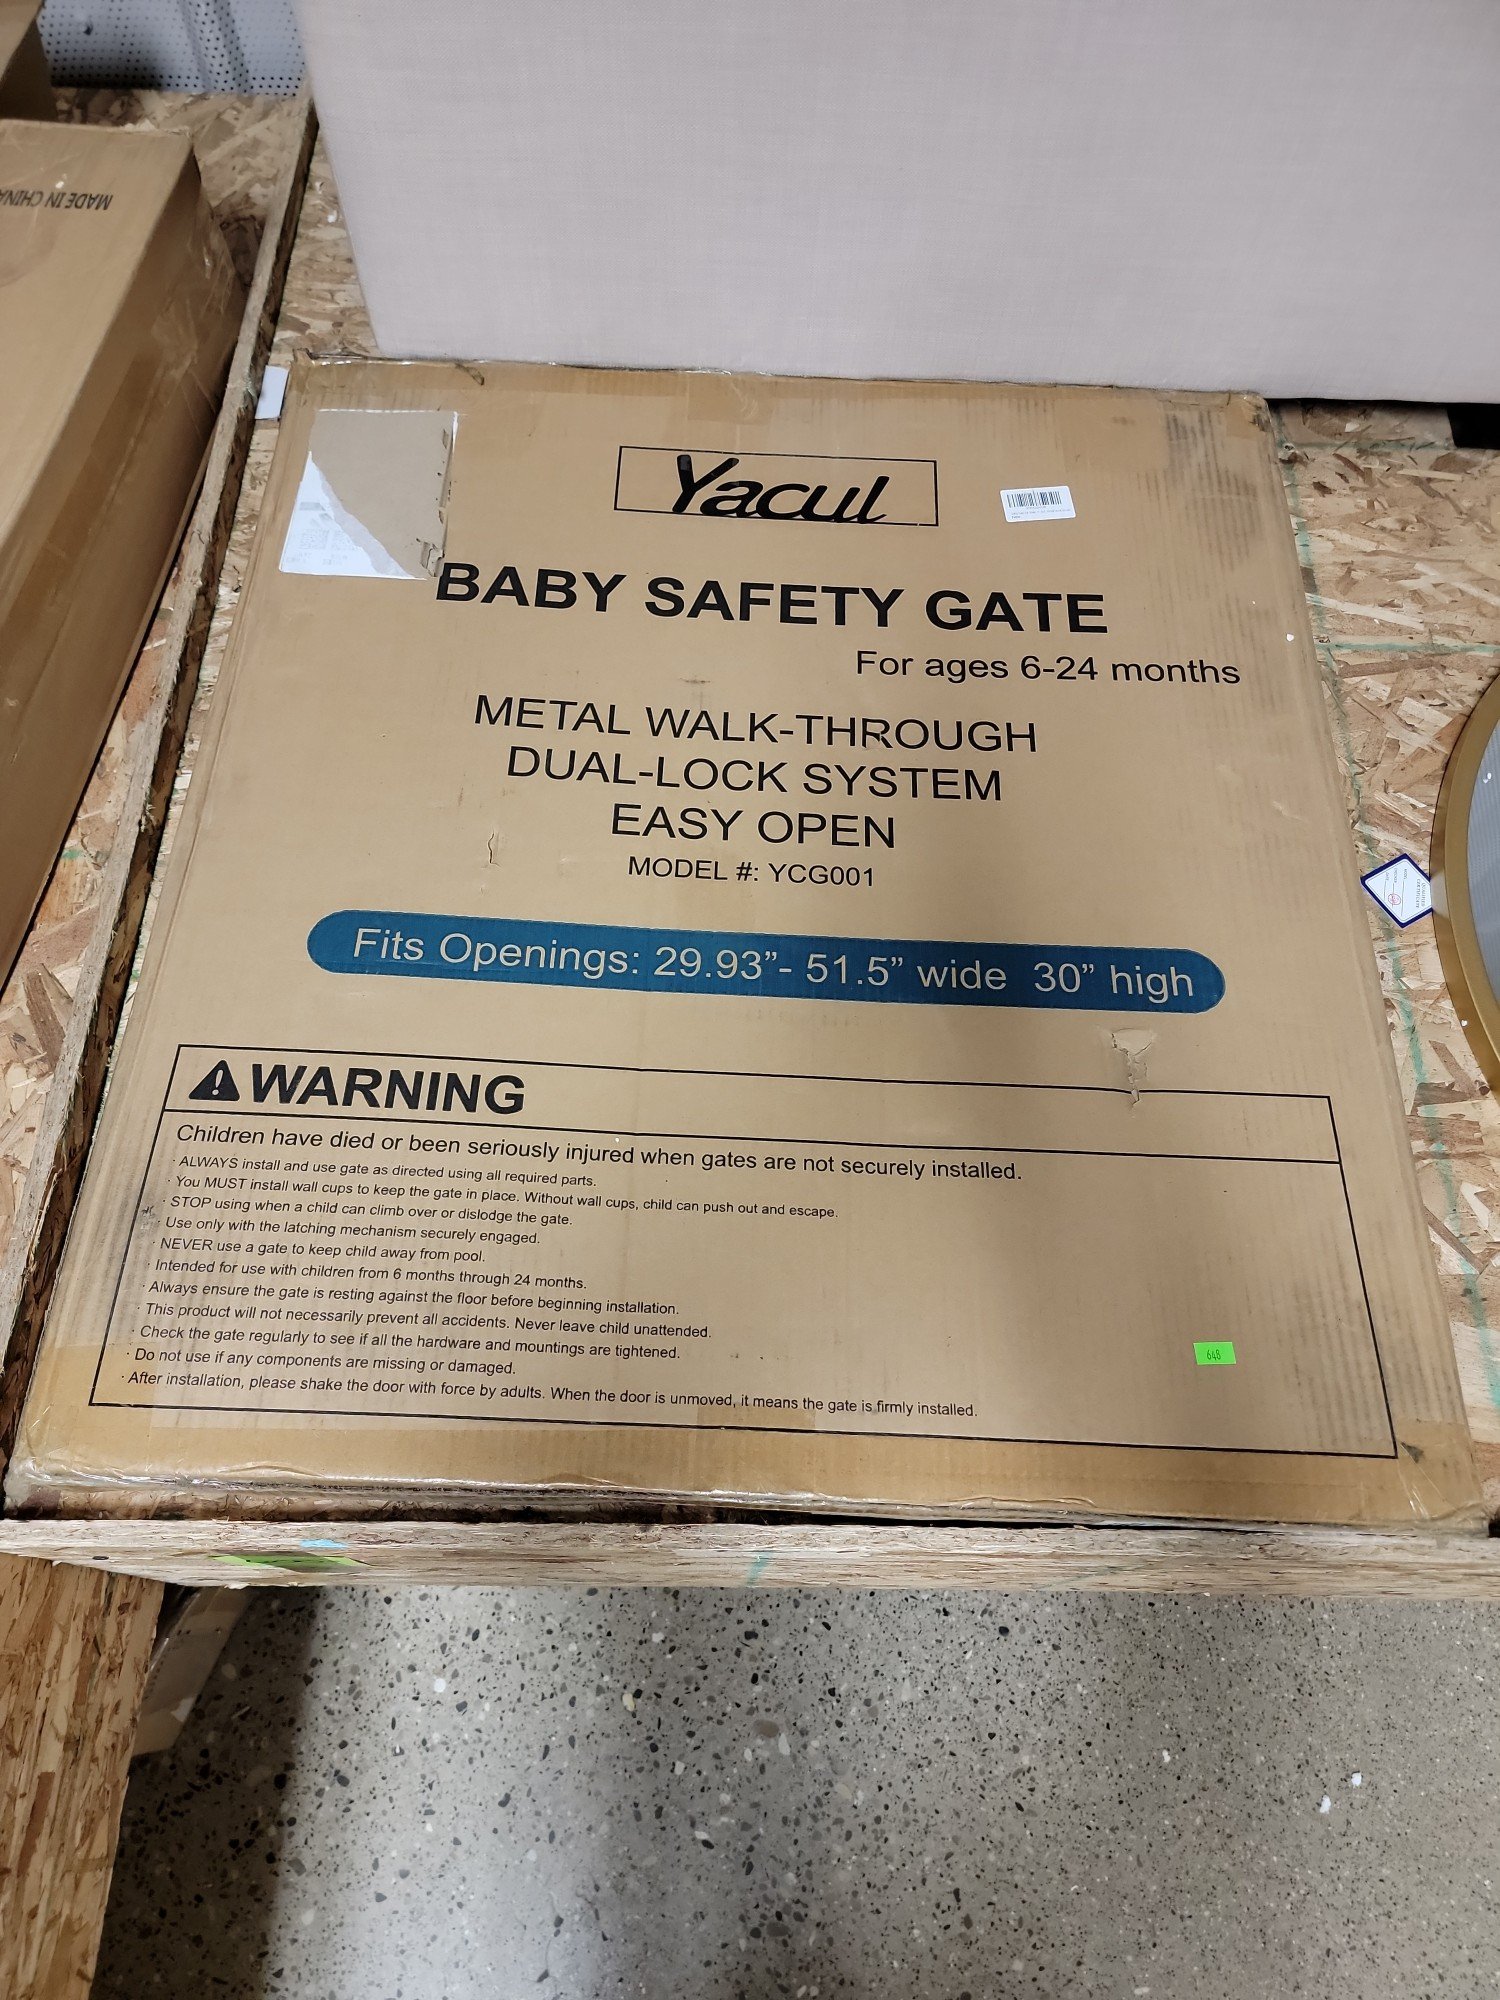 MADE IN CHINA
Yacul
BABY SAFETY GATE
For ages 6-24 months
METAL WALK-THROUGH
DUAL-LOCK SYSTEM
EASY OPEN
MODEL #: YCG001
Fits Openings: 29.93”- 51.5” wide 30” high
WARNING
Children have died or been seriously injured when gates are not securely installed.
· ALWAYS install and use gate as directed using all required parts.
· You MUST install wall cups to keep the gate in place. Without wall cups, child can push out and escape.
· STOP using when a child can climb over or dislodge the gate.
· Use only with the latching mechanism securely engaged.
· NEVER use a gate to keep child away from pool.
· Intended for use with children from 6 months through 24 months.
· Always ensure the gate is resting against the floor before beginning installation.
· This product will not necessarily prevent all accidents. Never leave child unattended.
· Check the gate regularly to see if all the hardware and mountings are tightened.
· Do not use if any components are missing or damaged.
· After installation, please shake the door with force by adults. When the door is unmoved, it means the gate is firmly installed.
648